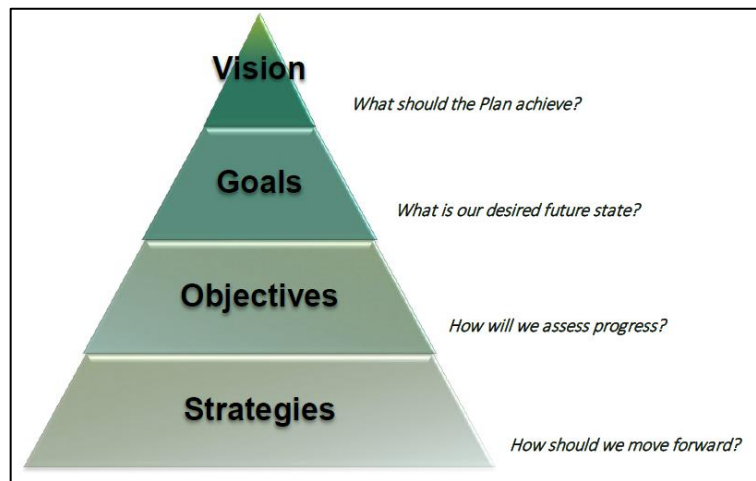 Vision
What should the Plan achieve?
Goals
What is our desired future state?
Objectives
How will we assess progress?
Strategies
How should we move forward?